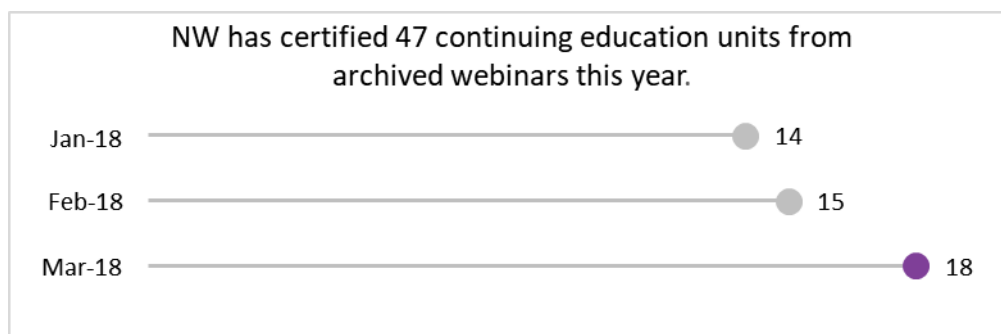 NW has certified 47 continuing education units from
archived webinars this year.
Jan-18 14
Feb-18 15
Mar-18 18